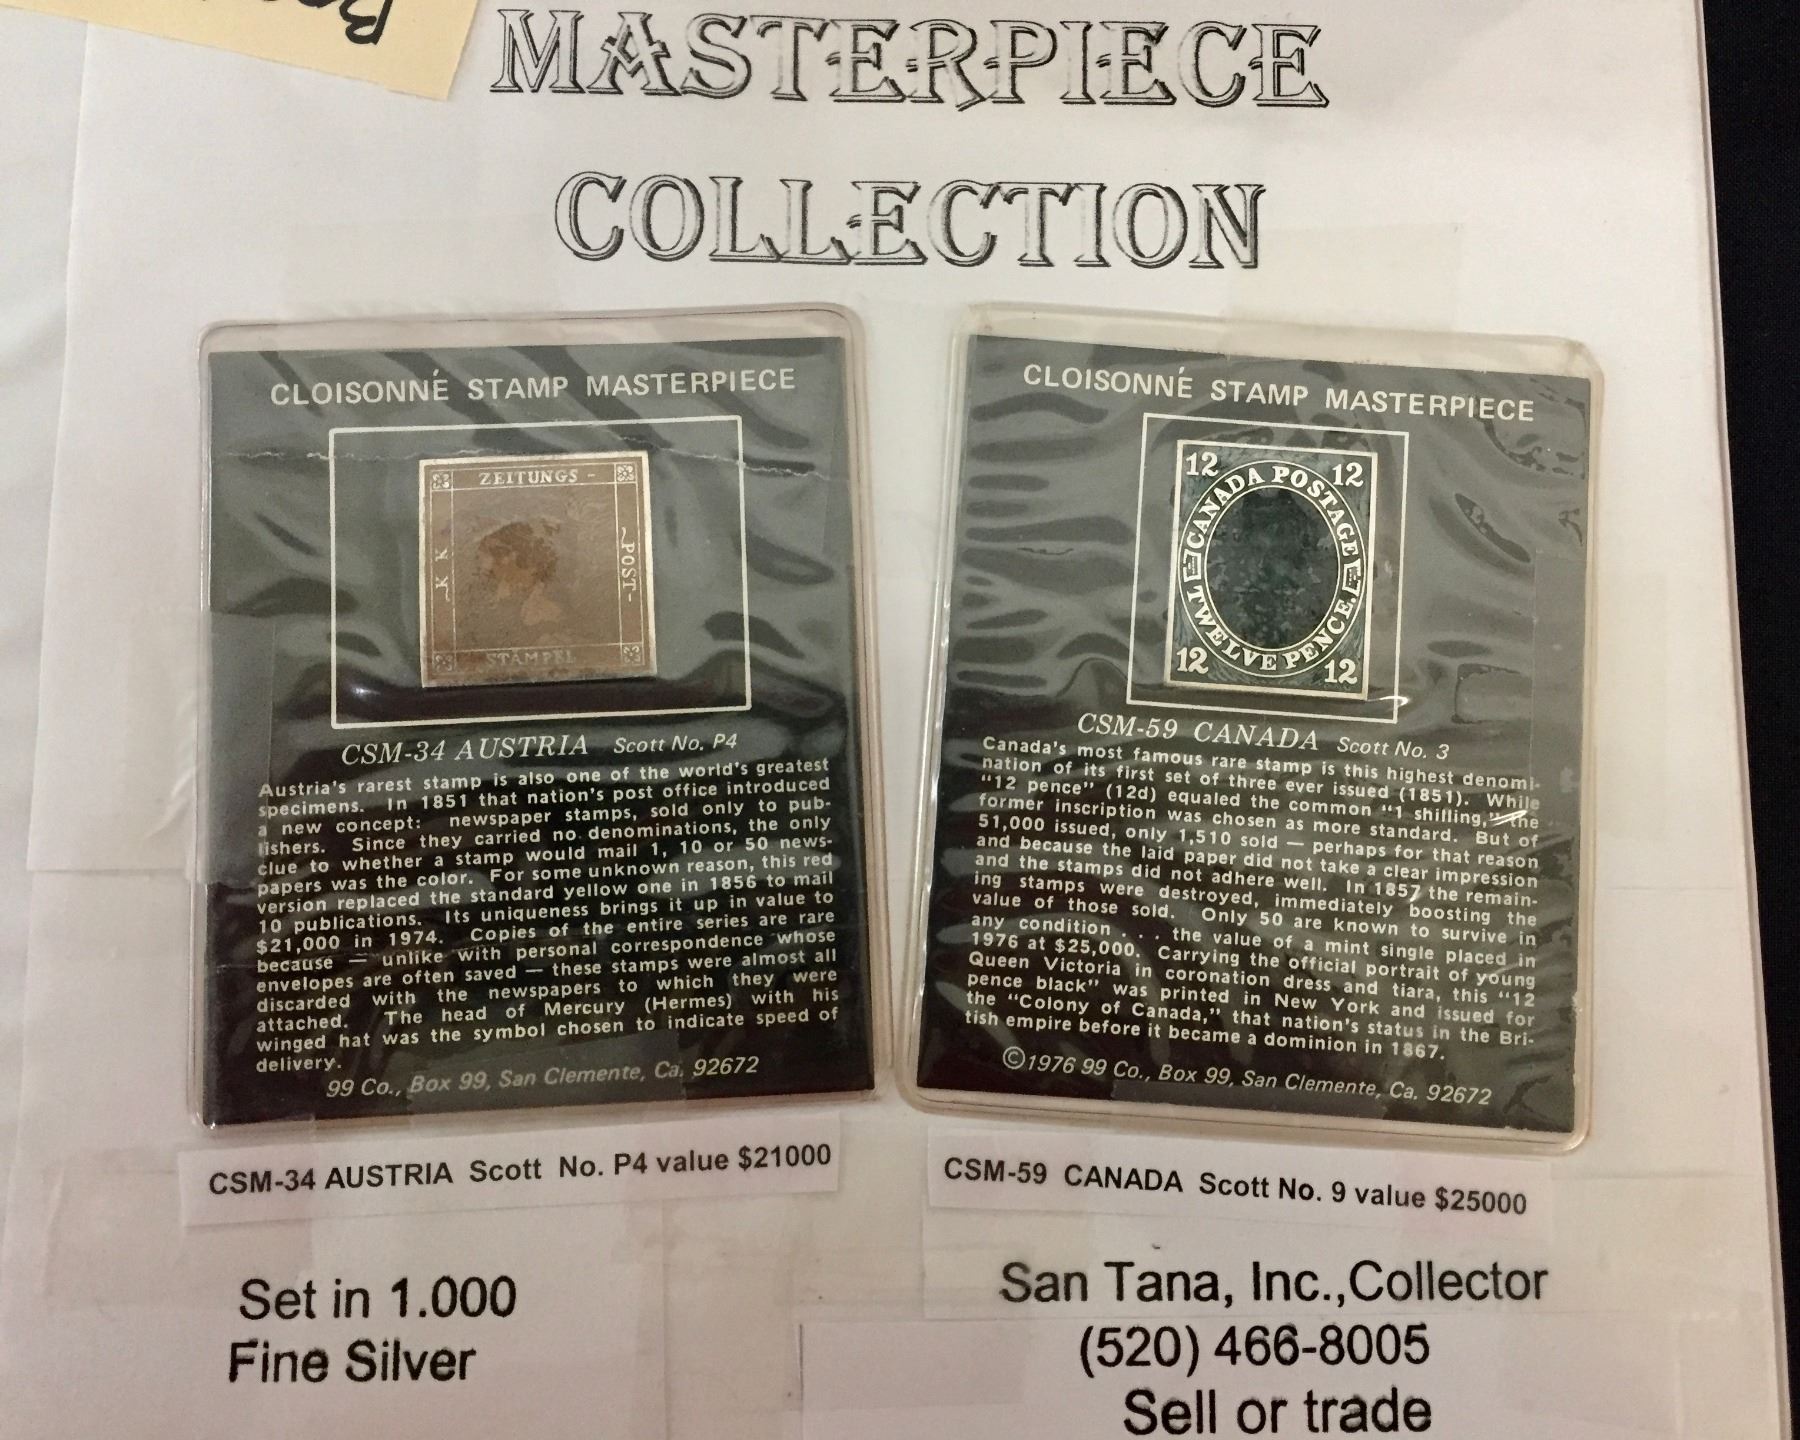 MASTERPIECE
COLLECTION
CLOISONNÉ STAMP MASTERPIECE
ZEITUNGS -
K K
~POST-
STAMPEL
CSM-34 AUSTRIA Scott No. P4
Austria's rarest stamp is also one of the world's greatest
specimens. In 1851 that nation's post office introduced
a new concept: newspaper stamps, sold only to pub-
lishers. Since they carried no denominations, the only
clue to whether a stamp would mail 1, 10 or 50 news-
papers was the color. For some unknown reason, this red
version replaced the standard yellow one in 1856 to mail
10 publications. Its uniqueness brings it up in value to
$21,000 in 1974. Copies of the entire series are rare
because — unlike with personal correspondence whose
envelopes are often saved — these stamps were almost all
discarded with the newspapers to which they were
attached. The head of Mercury (Hermes) with his
winged hat was the symbol chosen to indicate speed of
delivery.
99 Co., Box 99, San Clemente, Ca. 92672
CLOISONNÉ STAMP MASTERPIECE
12 12
CANADA POSTAGE
TWELVE PENCE.
12 12
CSM-59 CANADA Scott No. 3
Canada's most famous rare stamp is this highest denomi-
nation of its first set of three ever issued (1851). While
"12 pence" (12d) equaled the common "1 shilling," the
former inscription was chosen as more standard. But of
51,000 issued, only 1,510 sold — perhaps for that reason
and because the laid paper did not take a clear impression
and the stamps did not adhere well. In 1857 the remain-
ing stamps were destroyed, immediately boosting the
value of those sold. Only 50 are known to survive in
any condition . . . the value of a mint single placed in
1976 at $25,000. Carrying the official portrait of young
Queen Victoria in coronation dress and tiara, this "12
pence black" was printed in New York and issued for
the "Colony of Canada," that nation's status in the Bri-
tish empire before it became a dominion in 1867.
©1976 99 Co., Box 99, San Clemente, Ca. 92672
CSM-34 AUSTRIA Scott No. P4 value $21000
CSM-59 CANADA Scott No. 9 value $25000
Set in 1.000
Fine Silver
San Tana, Inc.,Collector
(520) 466-8005
Sell or trade